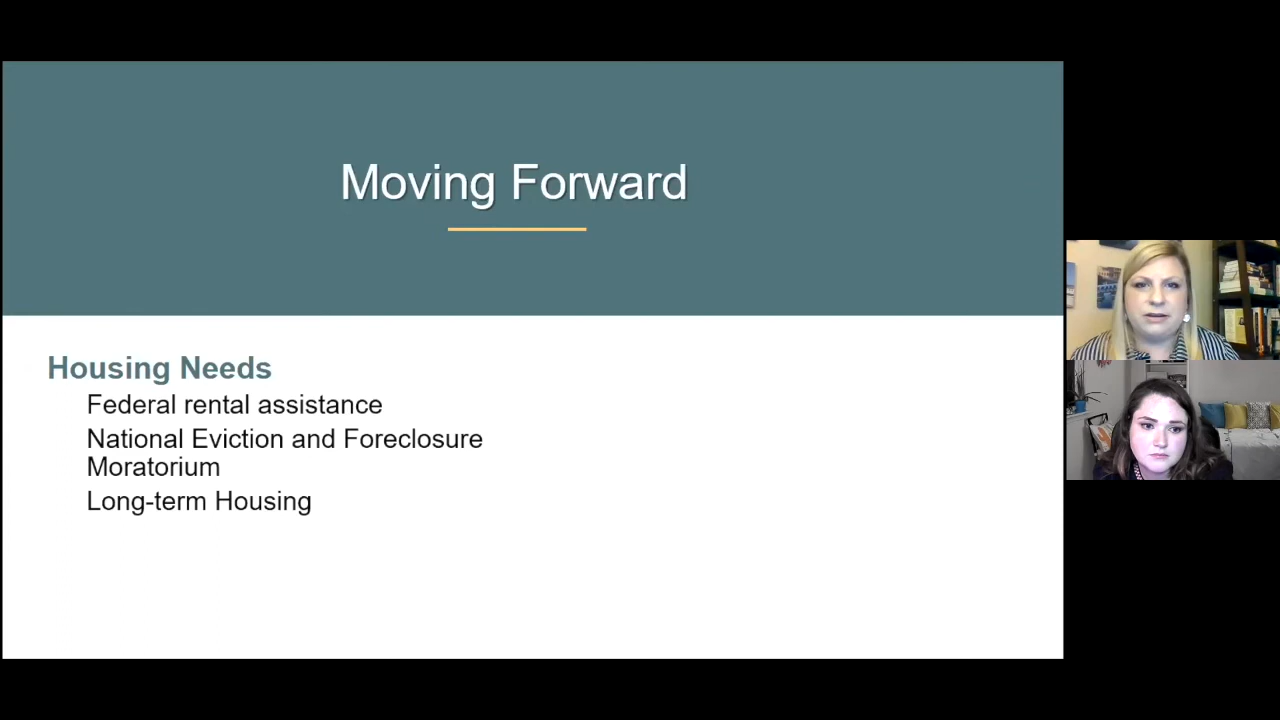 Moving Forward
Housing Needs
Federal rental assistance
National Eviction and Foreclosure
Moratorium
Long-term Housing